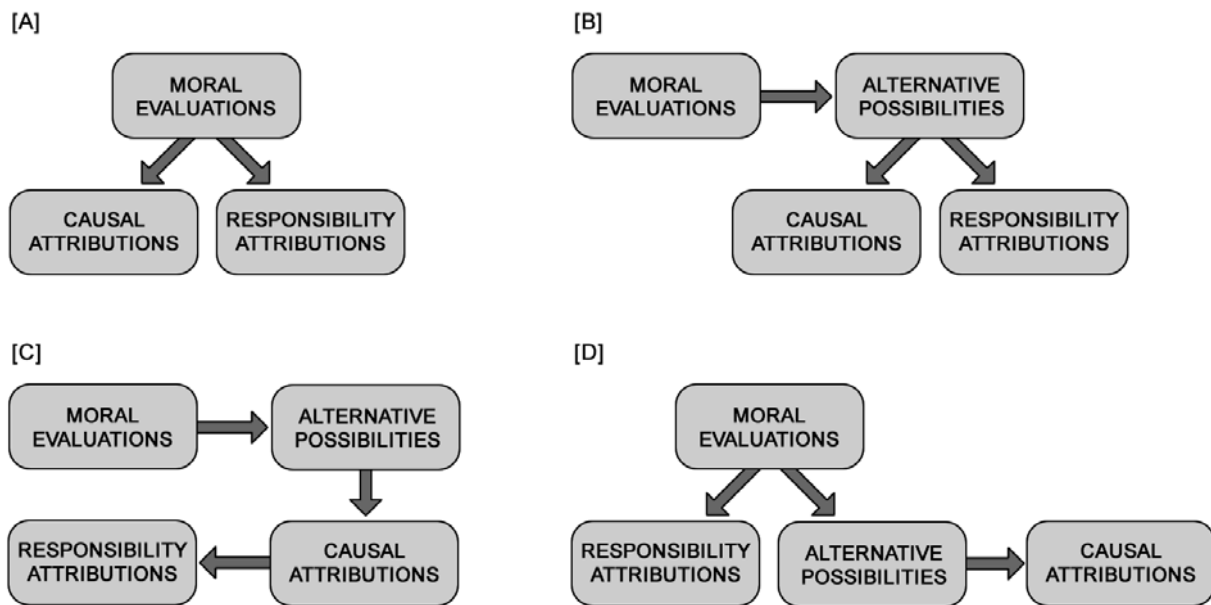 [A]
MORAL
EVALUATIONS
CAUSAL
ATTRIBUTIONS
RESPONSIBILITY
ATTRIBUTIONS
[B]
MORAL
EVALUATIONS
ALTERNATIVE
POSSIBILITIES
CAUSAL
ATTRIBUTIONS
RESPONSIBILITY
ATTRIBUTIONS
[C]
MORAL
EVALUATIONS
ALTERNATIVE
POSSIBILITIES
RESPONSIBILITY
ATTRIBUTIONS
CAUSAL
ATTRIBUTIONS
[D]
MORAL
EVALUATIONS
RESPONSIBILITY
ATTRIBUTIONS
ALTERNATIVE
POSSIBILITIES
CAUSAL
ATTRIBUTIONS